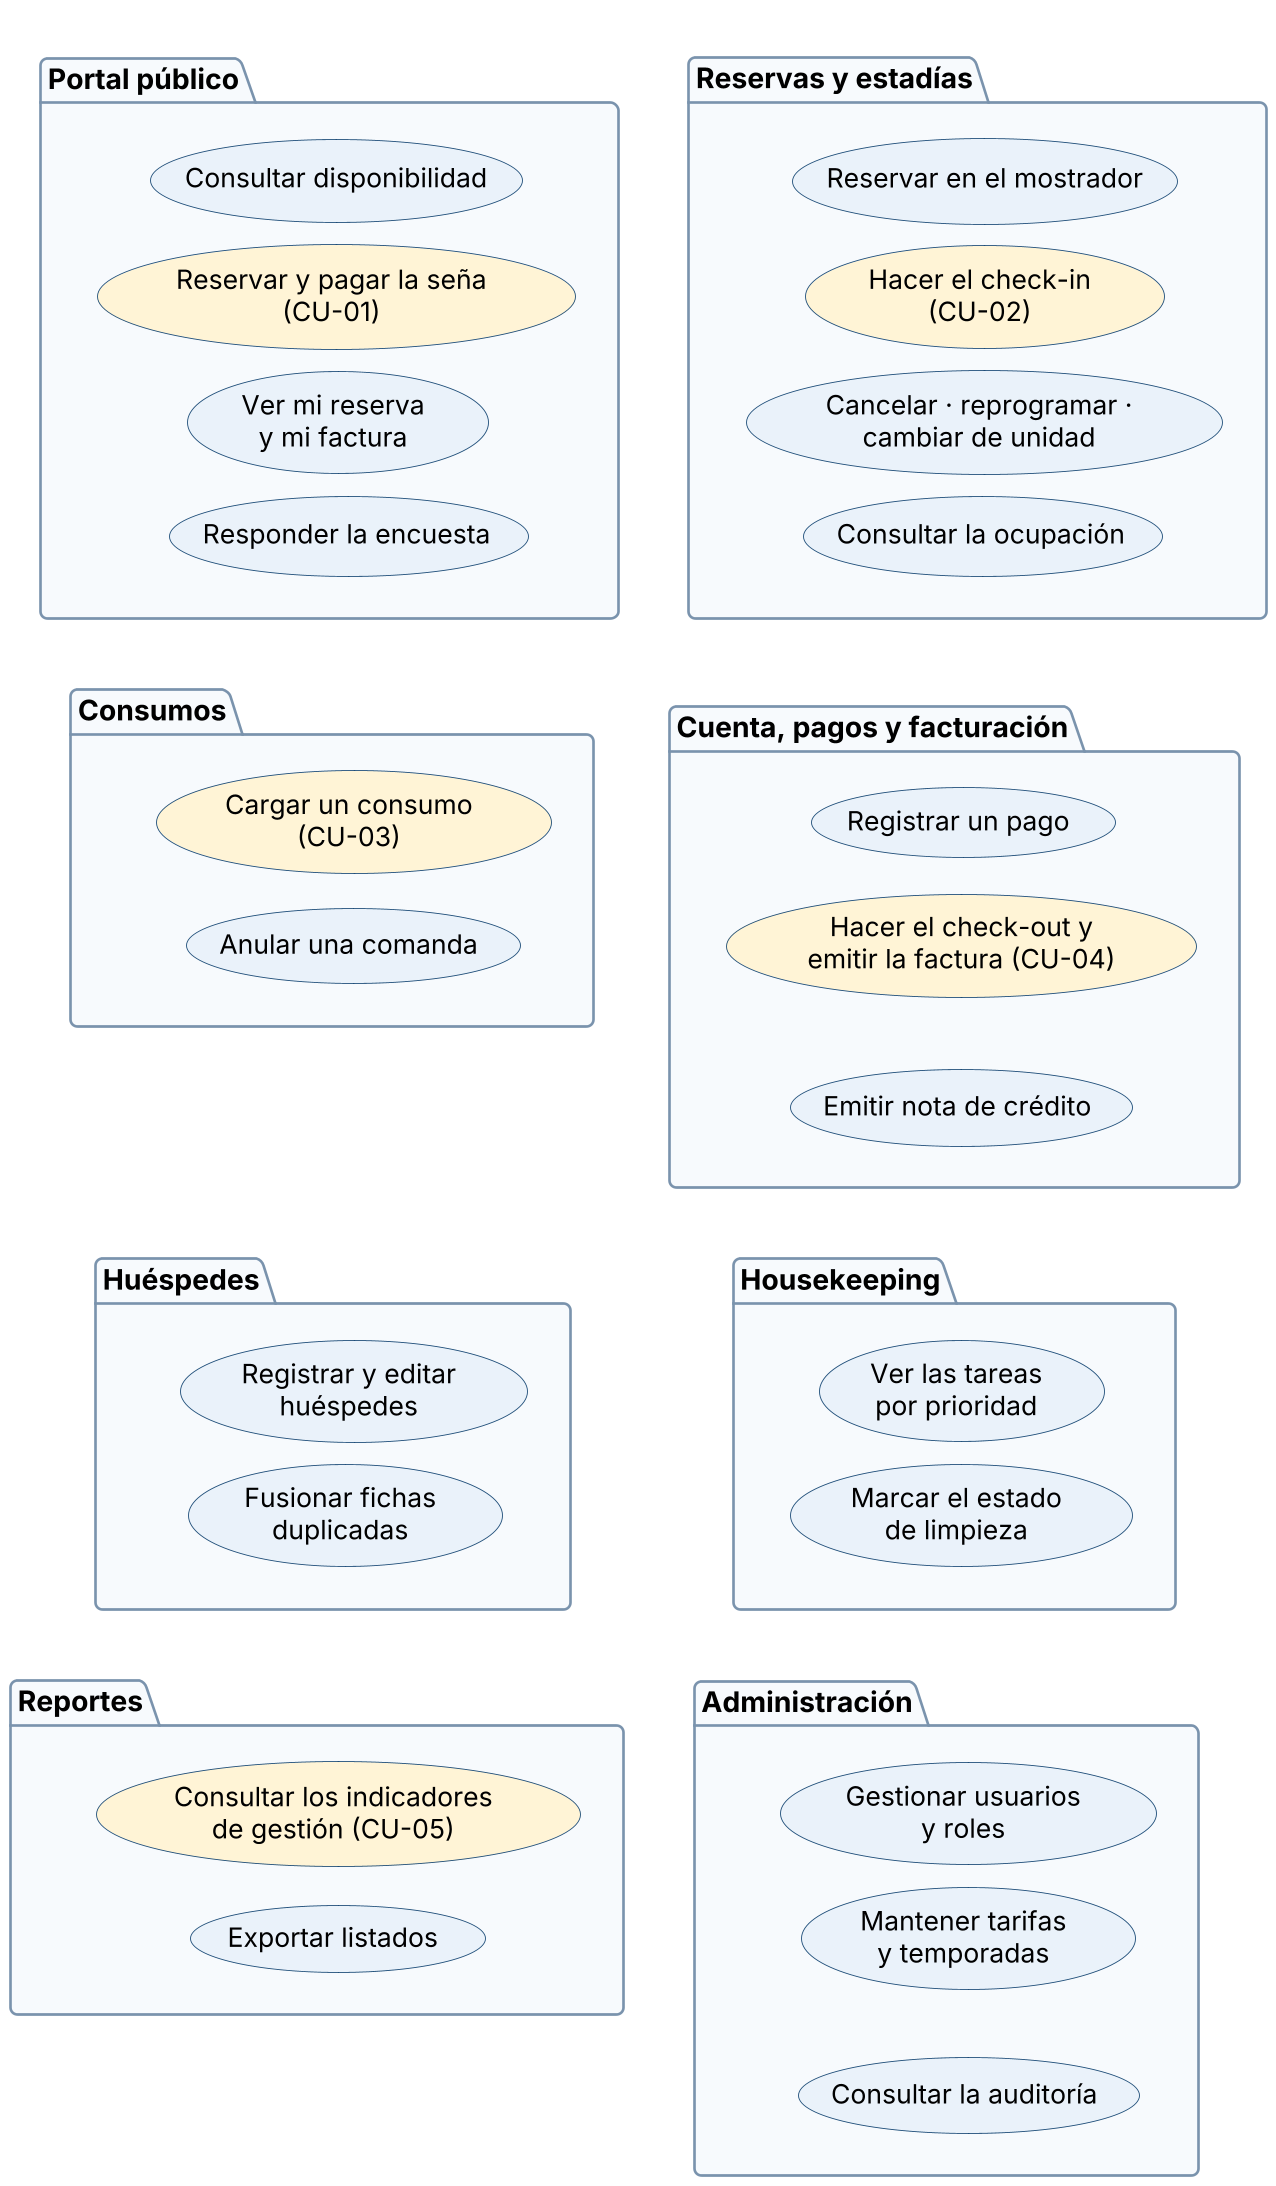 Portal público
Consultar disponibilidad
Reservar y pagar la seña
(CU-01)
Ver mi reserva
y mi factura
Responder la encuesta
Reservas y estadías
Reservar en el mostrador
Hacer el check-in
(CU-02)
Cancelar · reprogramar ·
cambiar de unidad
Consultar la ocupación
Consumos
Cargar un consumo
(CU-03)
Anular una comanda
Cuenta, pagos y facturación
Registrar un pago
Hacer el check-out y
emitir la factura (CU-04)
Emitir nota de crédito
Huéspedes
Registrar y editar
huéspedes
Fusionar fichas
duplicadas
Housekeeping
Ver las tareas
por prioridad
Marcar el estado
de limpieza
Reportes
Consultar los indicadores
de gestión (CU-05)
Exportar listados
Administración
Gestionar usuarios
y roles
Mantener tarifas
y temporadas
Consultar la auditoría